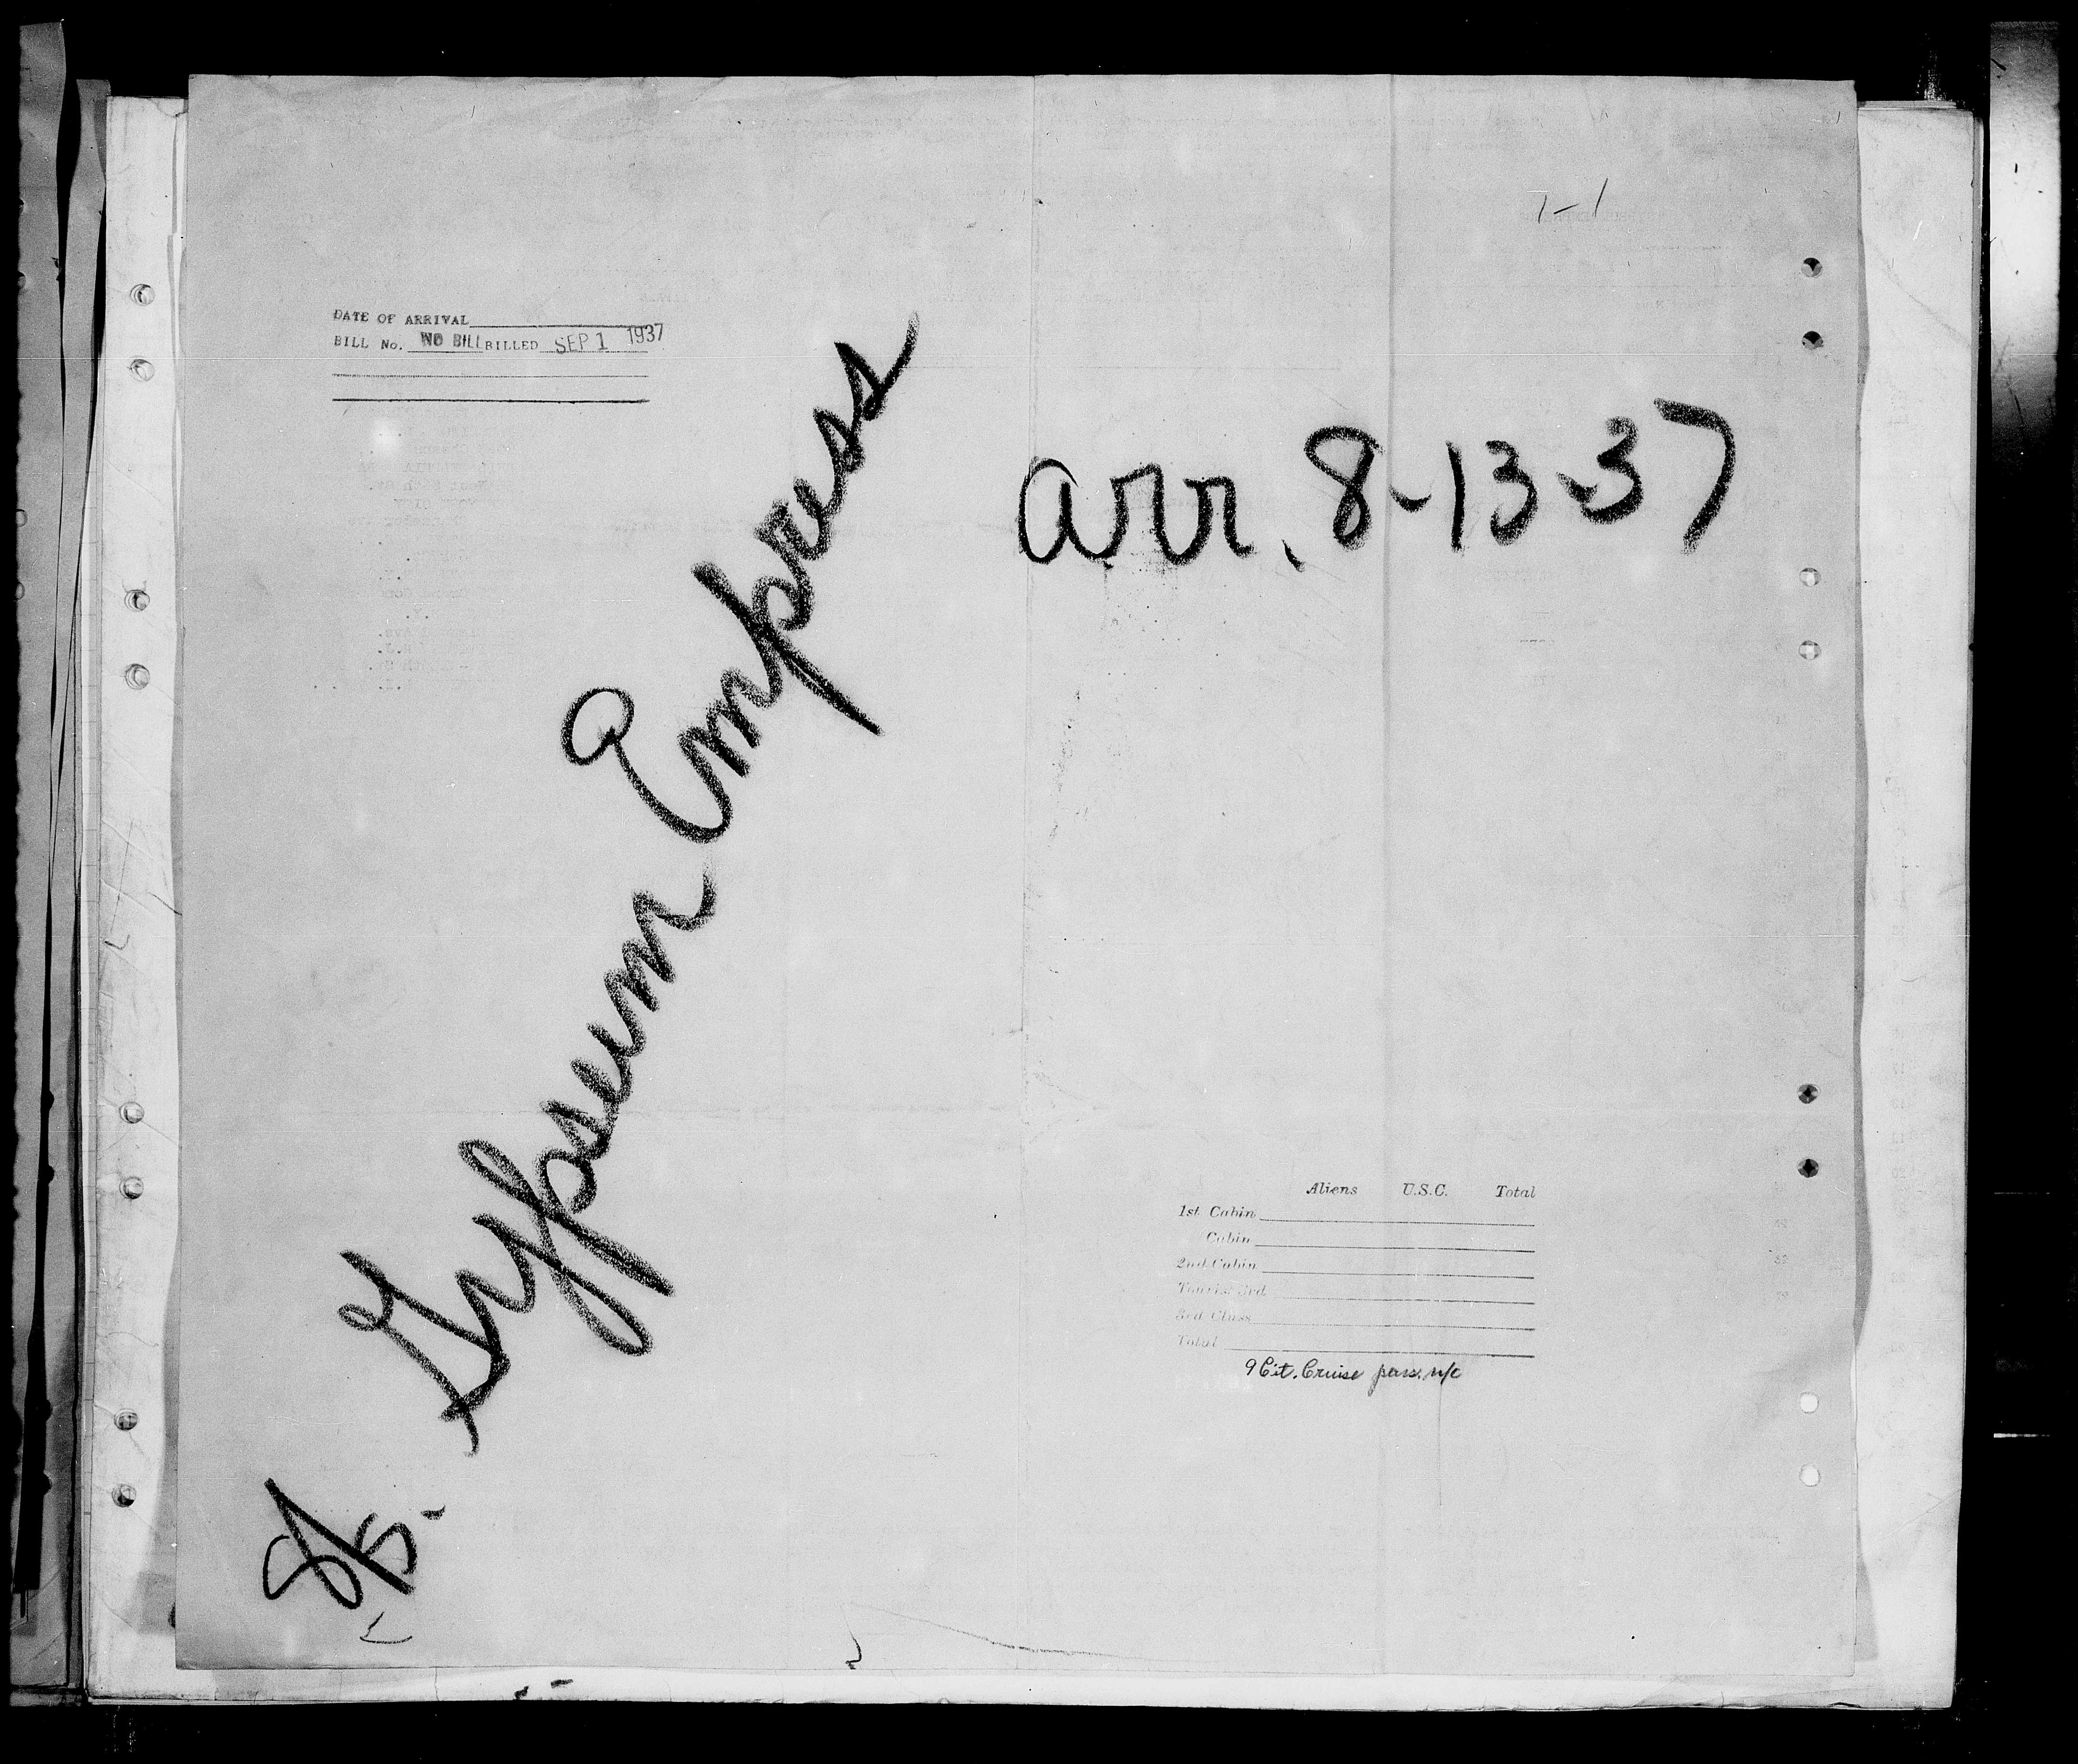 7-1
DATE OF ARRIVAL
BILL No. NO BILL BILLED SEP 1 1937
S/S. Gypsum Empress
arr. 8-13-37
Aliens U.S.C. Total
1st Cabin
Cabin
2nd Cabin
Tourist 3rd
3rd Class
Total
9 Cit. Cruise pass. n/c